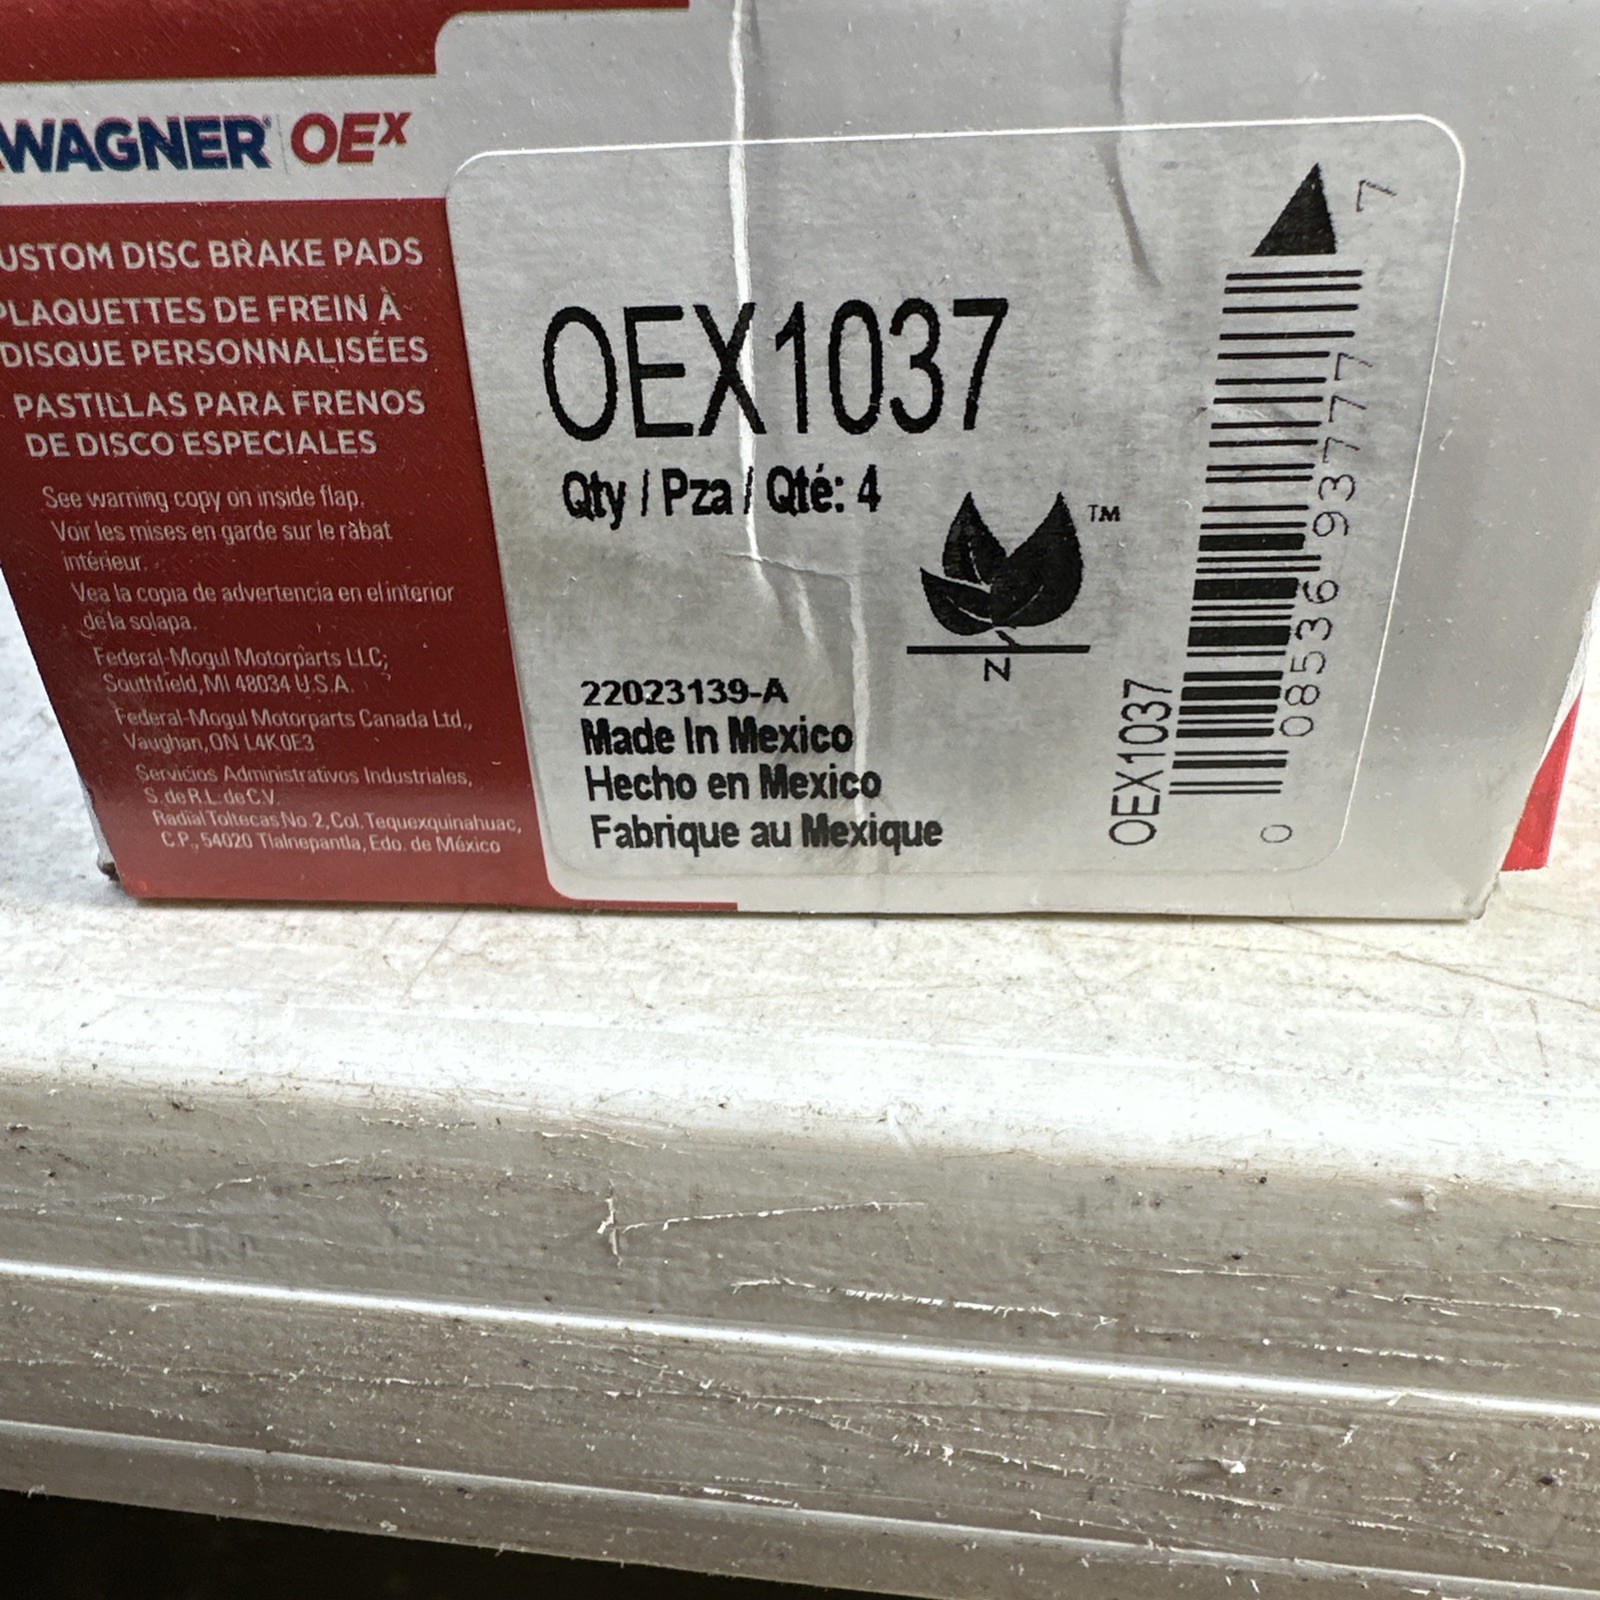 WAGNER OEX
USTOM DISC BRAKE PADS
PLAQUETTES DE FREIN À
DISQUE PERSONNALISÉES
PASTILLAS PARA FRENOS
DE DISCO ESPECIALES
See warning copy on inside flap.
Voir les mises en garde sur le rabat
intérieur.
Vea la copia de advertencia en el interior
de la solapa.
Federal-Mogul Motorparts LLC;
Southfield, MI 48034 U.S.A.
Federal-Mogul Motorparts Canada Ltd.,
Vaughan, ON L4K 0E3
Servicios Administrativos Industriales,
S. de R.L. de C.V.
Radial Toltecas No. 2, Col. Tequexquinahuac,
C.P., 54020 Tlalnepantla, Edo. de México
OEX1037
Qty / Pza / Qté: 4
TM
N
22023139-A
Made In Mexico
Hecho en Mexico
Fabrique au Mexique
OEX1037
0 08536 93777 7